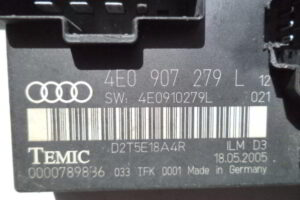 4E0 907 279 L 12
SW: 4E0910279L 021
D2T5E18A4R ILM D3
TEMIC 18.05.2005
0000789836 033 TFK 0001 Made in Germany